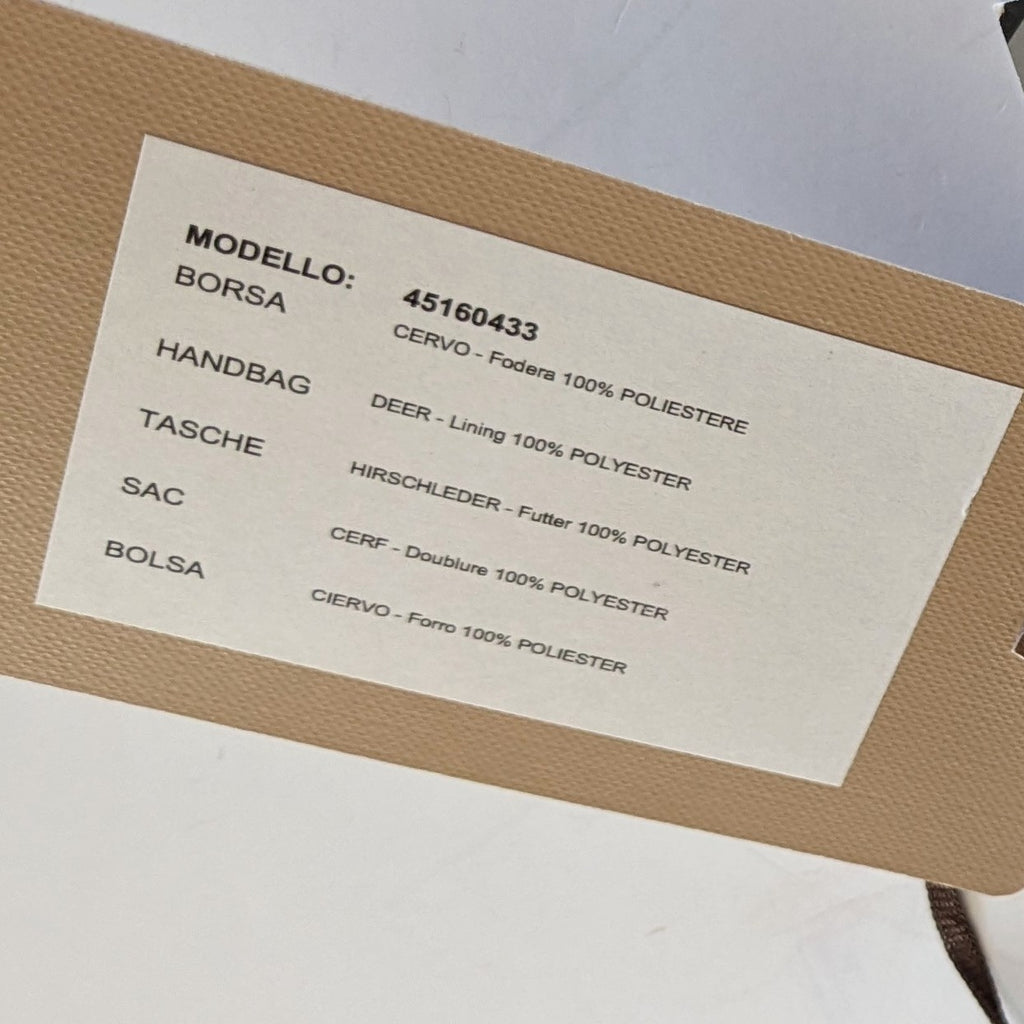 MODELLO: 45160433
BORSA CERVO - Fodera 100% POLIESTERE
HANDBAG DEER - Lining 100% POLYESTER
TASCHE HIRSCHLEDER - Futter 100% POLYESTER
SAC CERF - Doublure 100% POLYESTER
BOLSA CIERVO - Forro 100% POLIESTER